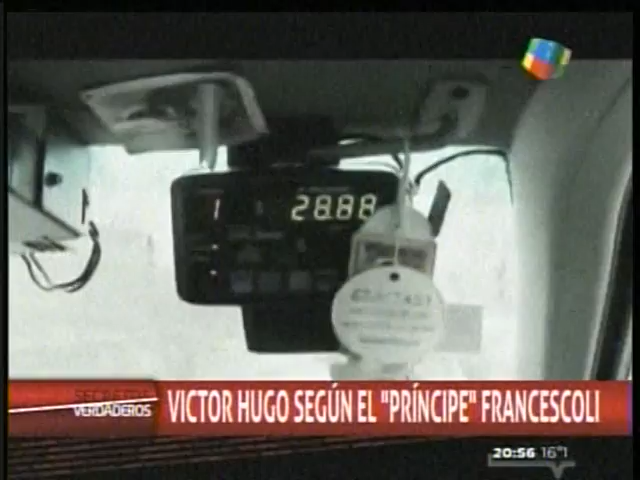 1 28.88
SECRETOS
VERDADEROS
VICTOR HUGO SEGÚN EL "PRÍNCIPE" FRANCESCOLI
20:56 16°1